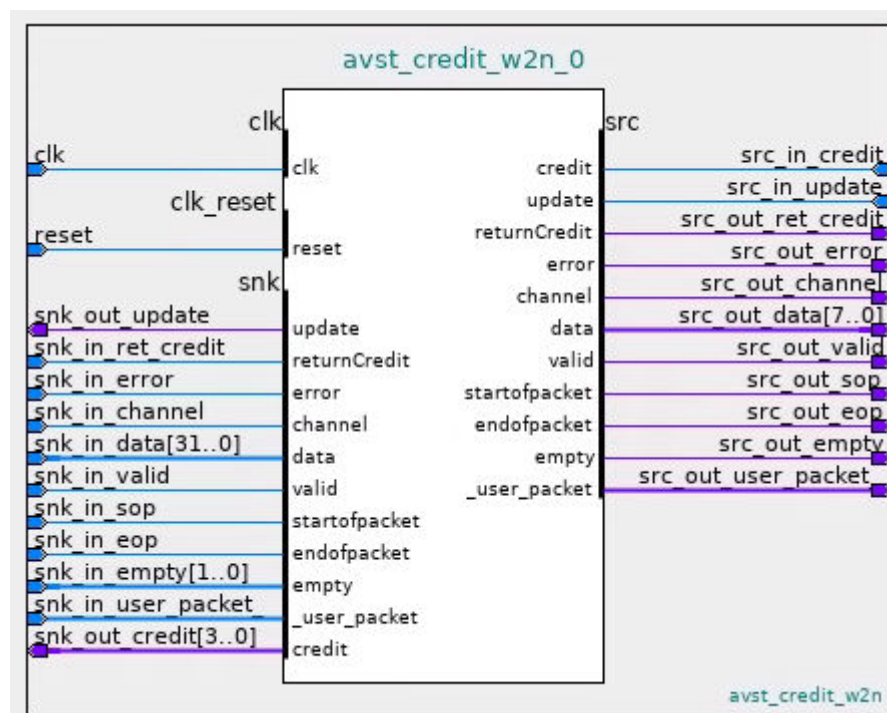 avst_credit_w2n_0
clk
src
clk
clk
credit
src_in_credit
clk_reset
update
src_in_update
reset
reset
returnCredit
src_out_ret_credit
error
src_out_error
snk
channel
src_out_channel
snk_out_update
update
data
src_out_data[7..0]
snk_in_ret_credit
returnCredit
valid
src_out_valid
snk_in_error
error
startofpacket
src_out_sop
snk_in_channel
channel
endofpacket
src_out_eop
snk_in_data[31..0]
data
empty
src_out_empty
snk_in_valid
valid
_user_packet
src_out_user_packet_
snk_in_sop
startofpacket
snk_in_eop
endofpacket
snk_in_empty[1..0]
empty
snk_in_user_packet_
_user_packet
snk_out_credit[3..0]
credit
avst_credit_w2n